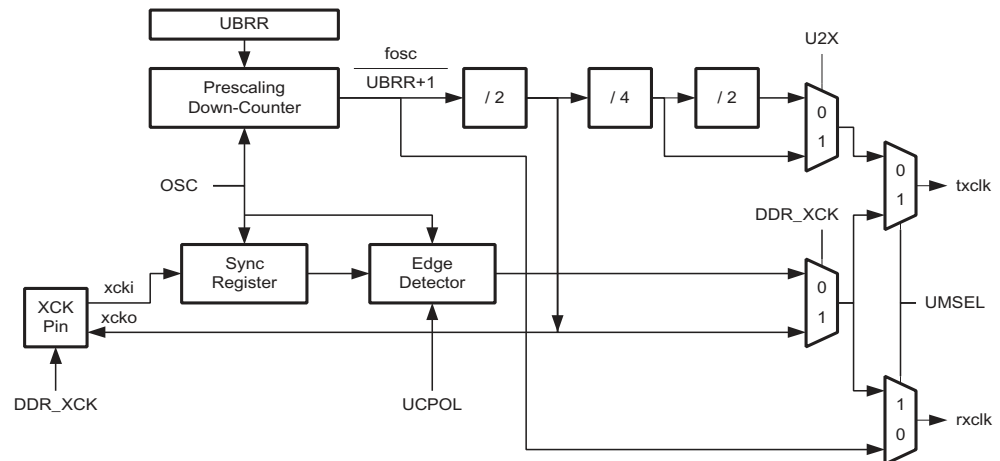 UBRR
Prescaling
Down-Counter
fosc
UBRR+1
/ 2
/ 4
/ 2
U2X
0
1
OSC
0
1
txclk
DDR_XCK
Sync
Register
Edge
Detector
0
1
UMSEL
xcki
XCK
Pin
xcko
DDR_XCK
UCPOL
1
0
rxclk